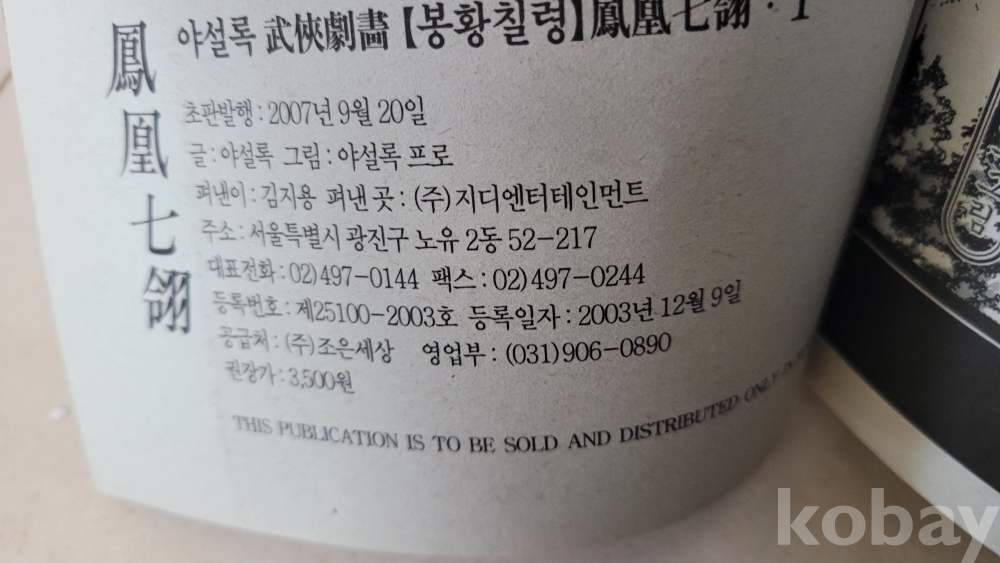 야설록 武俠劇畵 【봉황칠령】 鳳凰七翎 · 1
鳳凰七翎
초판발행 : 2007년 9월 20일
글 : 야설록 그림 : 야설록 프로
펴낸이 : 김지용 펴낸 곳 : (주)지디엔터테인먼트
주소 : 서울특별시 광진구 노유 2동 52-217
대표전화 : 02)497-0144 팩스 : 02)497-0244
등록번호 : 제25100-2003호 등록일자 : 2003년 12월 9일
공급처 : (주)조은세상 영업부 : (031)906-0890
권장가 : 3,500원
THIS PUBLICATION IS TO BE SOLD AND DISTRIBUTED ONLY IN
림
kobay